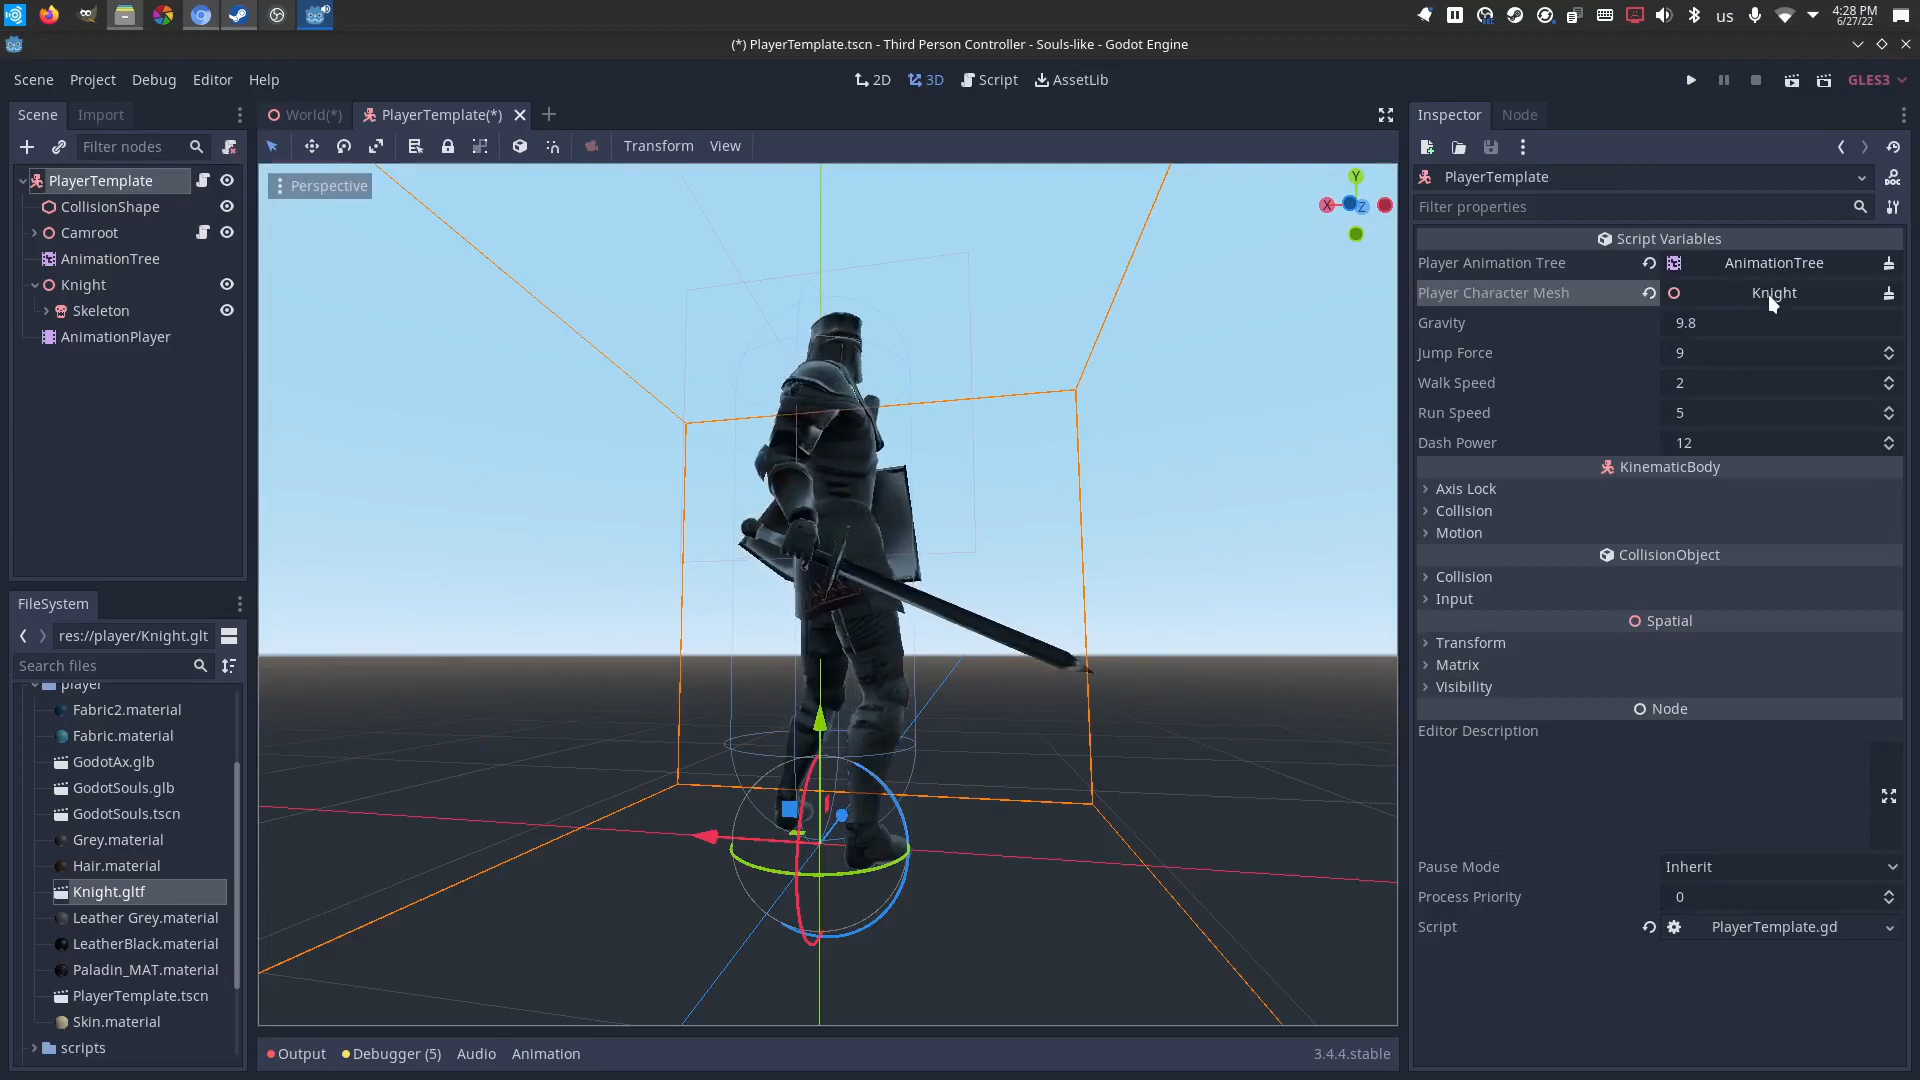 us
4:28 PM
6/27/22
(*) PlayerTemplate.tscn - Third Person Controller - Souls-like - Godot Engine
Scene Project Debug Editor Help
2D 3D Script AssetLib
GLES3
Scene Import
Filter nodes
PlayerTemplate
CollisionShape
Camroot
AnimationTree
Knight
Skeleton
AnimationPlayer
FileSystem
res://player/Knight.glt
Search files
player
Fabric2.material
Fabric.material
GodotAx.glb
GodotSouls.glb
GodotSouls.tscn
Grey.material
Hair.material
Knight.gltf
Leather Grey.material
LeatherBlack.material
Paladin_MAT.material
PlayerTemplate.tscn
Skin.material
scripts
World(*) PlayerTemplate(*)
Transform View
Perspective
Y
X Z
Output Debugger (5) Audio Animation 3.4.4.stable
Inspector Node
PlayerTemplate
Filter properties
Script Variables
Player Animation Tree AnimationTree
Player Character Mesh Knight
Gravity 9.8
Jump Force 9
Walk Speed 2
Run Speed 5
Dash Power 12
KinematicBody
Axis Lock
Collision
Motion
CollisionObject
Collision
Input
Spatial
Transform
Matrix
Visibility
Node
Editor Description
Pause Mode Inherit
Process Priority 0
Script PlayerTemplate.gd